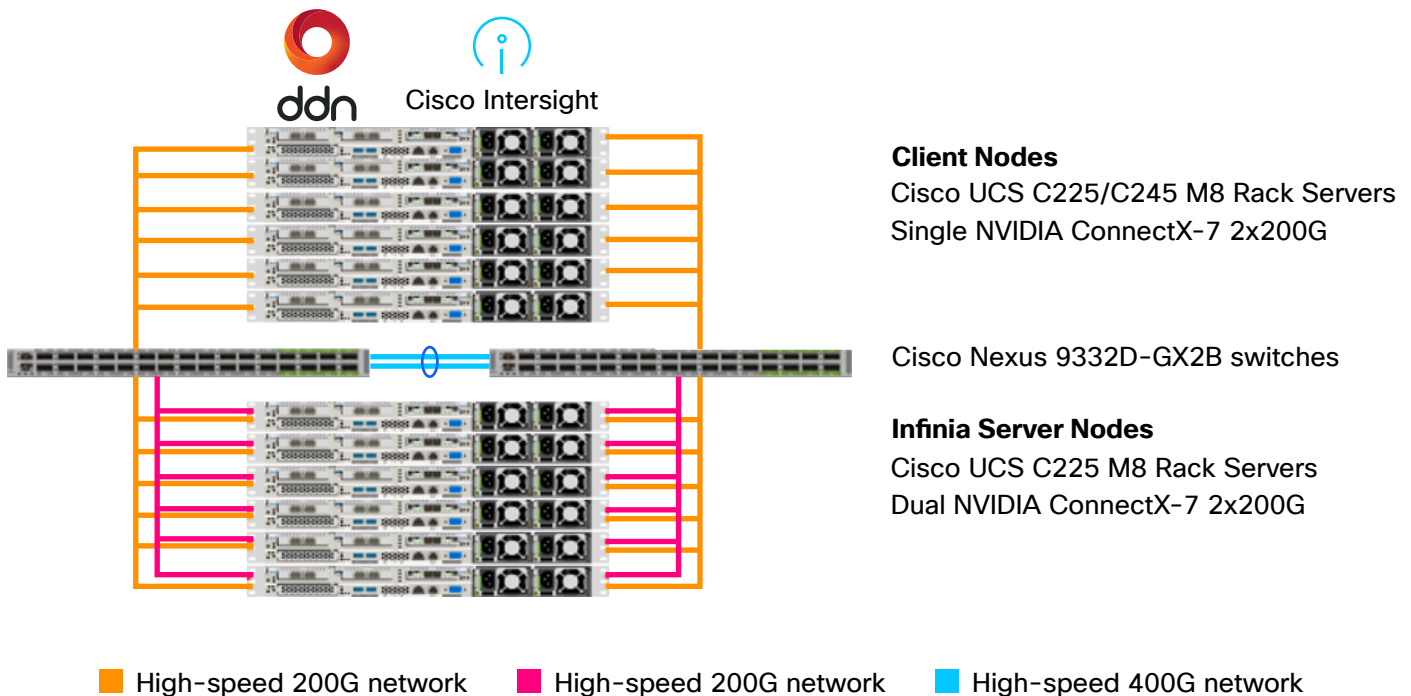 ddn
Cisco Intersight
Client Nodes
Cisco UCS C225/C245 M8 Rack Servers
Single NVIDIA ConnectX-7 2x200G
Cisco Nexus 9332D-GX2B switches
Infinia Server Nodes
Cisco UCS C225 M8 Rack Servers
Dual NVIDIA ConnectX-7 2x200G
High-speed 200G network
High-speed 200G network
High-speed 400G network